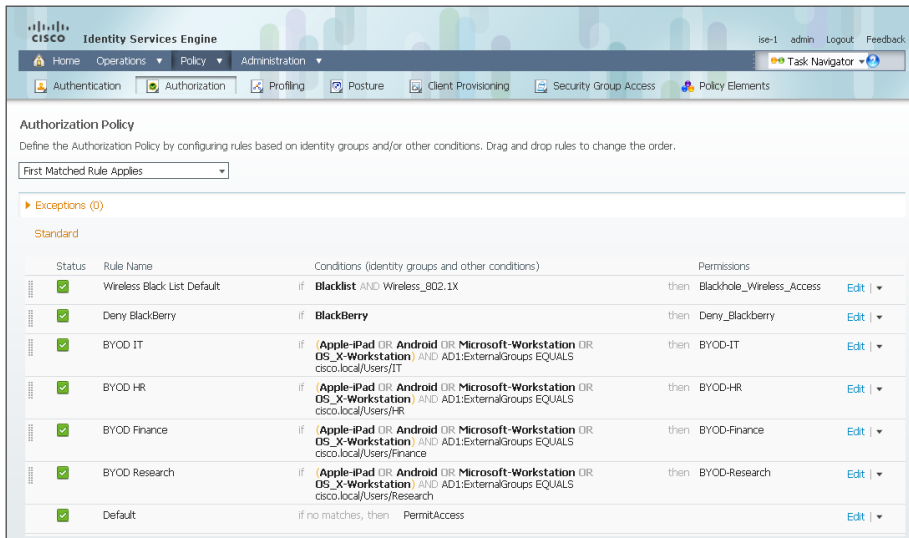 CISCO Identity Services Engine ise-1 admin Logout Feedback
Home Operations Policy Administration Task Navigator ?
Authentication Authorization Profiling Posture Client Provisioning Security Group Access Policy Elements
Authorization Policy
Define the Authorization Policy by configuring rules based on identity groups and/or other conditions. Drag and drop rules to change the order.
First Matched Rule Applies
Exceptions (0)
Standard
Status Rule Name Conditions (identity groups and other conditions) Permissions
Wireless Black List Default if Blacklist AND Wireless_802.1X then Blackhole_Wireless_Access Edit |
Deny BlackBerry if BlackBerry then Deny_Blackberry Edit |
BYOD IT if (Apple-iPad OR Android OR Microsoft-Workstation OR then BYOD-IT Edit |
OS_X-Workstation) AND AD1:ExternalGroups EQUALS
cisco.local/Users/IT
BYOD HR if (Apple-iPad OR Android OR Microsoft-Workstation OR then BYOD-HR Edit |
OS_X-Workstation) AND AD1:ExternalGroups EQUALS
cisco.local/Users/HR
BYOD Finance if (Apple-iPad OR Android OR Microsoft-Workstation OR then BYOD-Finance Edit |
OS_X-Workstation) AND AD1:ExternalGroups EQUALS
cisco.local/Users/Finance
BYOD Research if (Apple-iPad OR Android OR Microsoft-Workstation OR then BYOD-Research Edit |
OS_X-Workstation) AND AD1:ExternalGroups EQUALS
cisco.local/Users/Research
Default if no matches, then PermitAccess Edit |